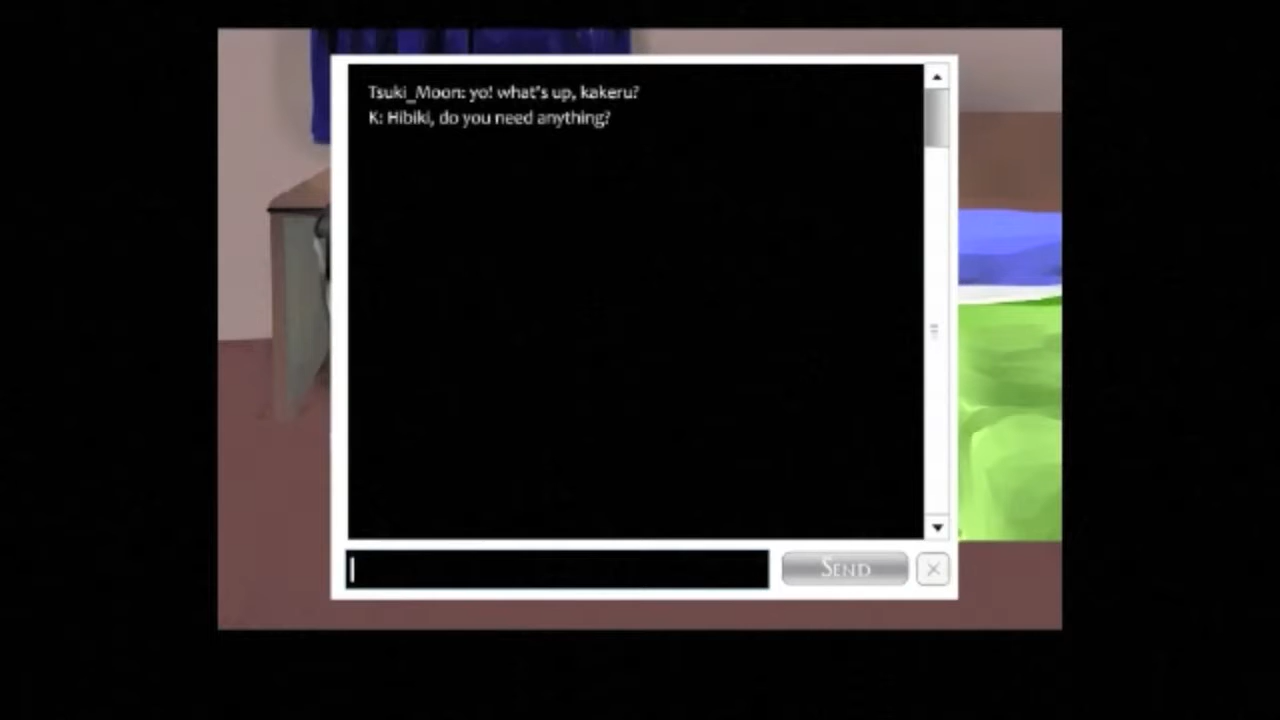 Tsuki_Moon: yo! what's up, kakeru?
K: Hibiki, do you need anything?
Send